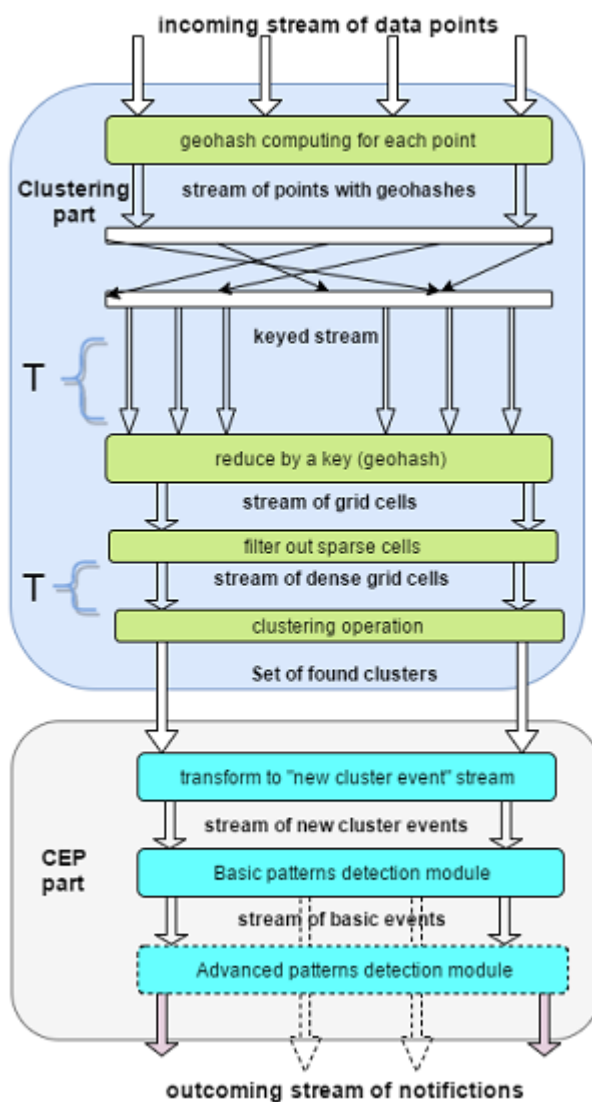 incoming stream of data points
geohash computing for each point
Clustering
part
stream of points with geohashes
keyed stream
T
reduce by a key (geohash)
stream of grid cells
filter out sparse cells
T
stream of dense grid cells
clustering operation
Set of found clusters
transform to "new cluster event" stream
stream of new cluster events
CEP
part
Basic patterns detection module
stream of basic events
Advanced patterns detection module
outcoming stream of notifictions